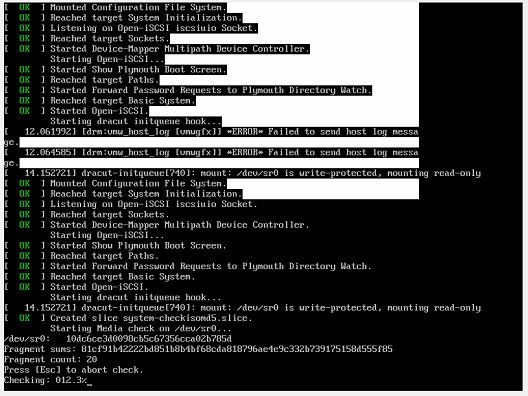 [  OK  ] Mounted Configuration File System.
[  OK  ] Reached target System Initialization.
[  OK  ] Listening on Open-iSCSI iscsiuio Socket.
[  OK  ] Reached target Sockets.
[  OK  ] Started Device-Mapper Multipath Device Controller.
Starting Open-iSCSI...
[  OK  ] Started Show Plymouth Boot Screen.
[  OK  ] Reached target Paths.
[  OK  ] Started Forward Password Requests to Plymouth Directory Watch.
[  OK  ] Reached target Basic System.
[  OK  ] Started Open-iSCSI.
Starting dracut initqueue hook...
[   12.061992] [drm:vmw_host_log [vmwgfx]] *ERROR* Failed to send host log messa
ge.
[   12.064585] [drm:vmw_host_log [vmwgfx]] *ERROR* Failed to send host log messa
ge.
[   14.152721] dracut-initqueue[740]: mount: /dev/sr0 is write-protected, mounting read-only
[  OK  ] Mounted Configuration File System.
[  OK  ] Reached target System Initialization.
[  OK  ] Listening on Open-iSCSI iscsiuio Socket.
[  OK  ] Reached target Sockets.
[  OK  ] Started Device-Mapper Multipath Device Controller.
Starting Open-iSCSI...
[  OK  ] Started Show Plymouth Boot Screen.
[  OK  ] Reached target Paths.
[  OK  ] Started Forward Password Requests to Plymouth Directory Watch.
[  OK  ] Reached target Basic System.
[  OK  ] Started Open-iSCSI.
Starting dracut initqueue hook...
[   14.152721] dracut-initqueue[740]: mount: /dev/sr0 is write-protected, mounting read-only
[  OK  ] Created slice system-checkisomd5.slice.
Starting Media check on /dev/sr0...
/dev/sr0:   10dc6ce3d0098cb5c67356cca02b785d
Fragment sums: 81cf91b42222bd851b8b4bf68cda818796ae4e9c332b739175158d555f85
Fragment count: 20
Press [Esc] to abort check.
Checking: 012.3%_